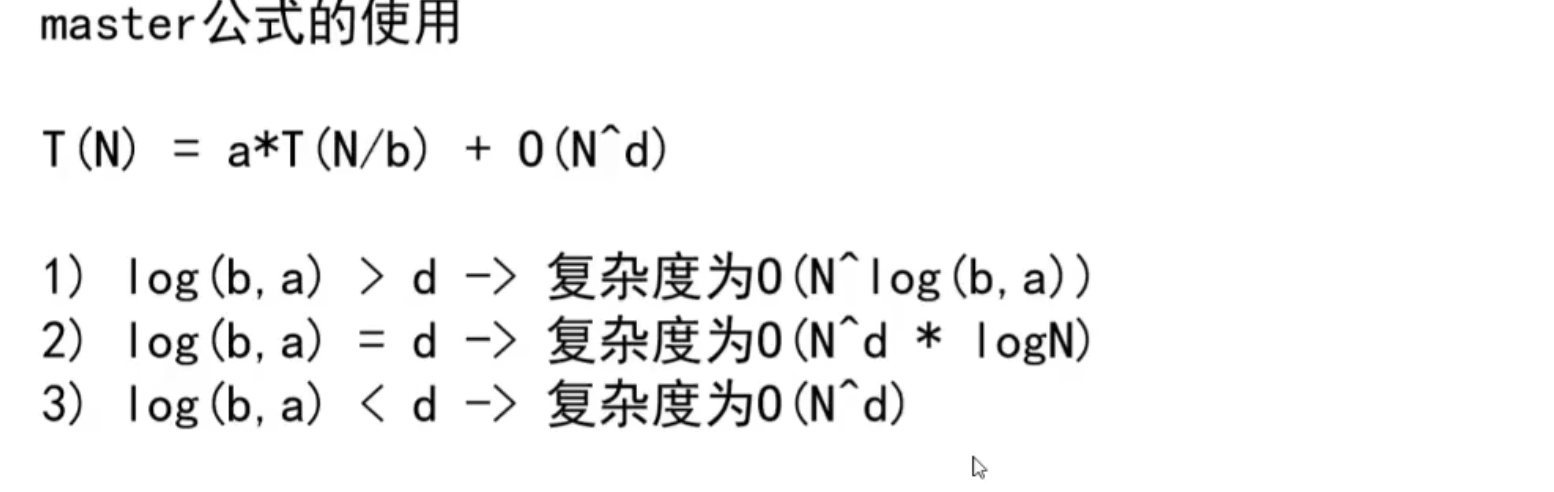 master公式的使用
T(N) = a*T(N/b) + O(N^d)
1) log(b,a) > d -> 复杂度为O(N^log(b,a))
2) log(b,a) = d -> 复杂度为O(N^d * logN)
3) log(b,a) < d -> 复杂度为O(N^d)